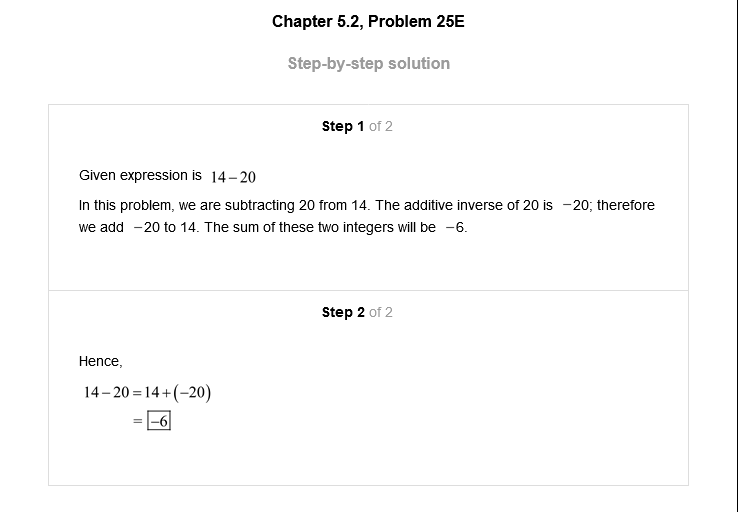 Chapter 5.2, Problem 25E
Step-by-step solution
Step 1 of 2
Given expression is 14−20
In this problem, we are subtracting 20 from 14. The additive inverse of 20 is −20; therefore
we add −20 to 14. The sum of these two integers will be −6.
Step 2 of 2
Hence,
14−20=14+(−20)
=−6